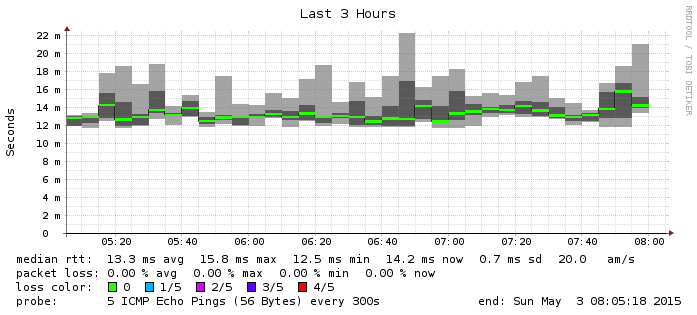 Last 3 Hours
RRDTOOL / TOBI OETIKER
Seconds
22 m
20 m
18 m
16 m
14 m
12 m
10 m
8 m
6 m
4 m
2 m
0
05:20 05:40 06:00 06:20 06:40 07:00 07:20 07:40 08:00
median rtt: 13.3 ms avg 15.8 ms max 12.5 ms min 14.2 ms now 0.7 ms sd 20.0 am/s
packet loss: 0.00 % avg 0.00 % max 0.00 % min 0.00 % now
loss color: 0 1/5 2/5 3/5 4/5
probe: 5 ICMP Echo Pings (56 Bytes) every 300s end: Sun May 3 08:05:18 2015